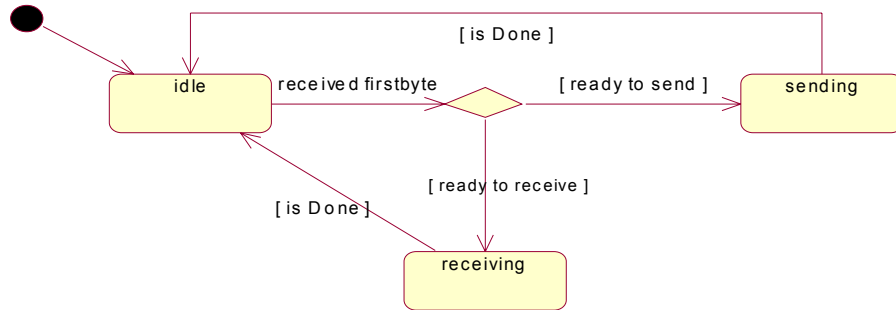 [ is Done ]
idle
received firstbyte
[ ready to send ]
sending
[ ready to receive ]
[ is Done ]
receiving